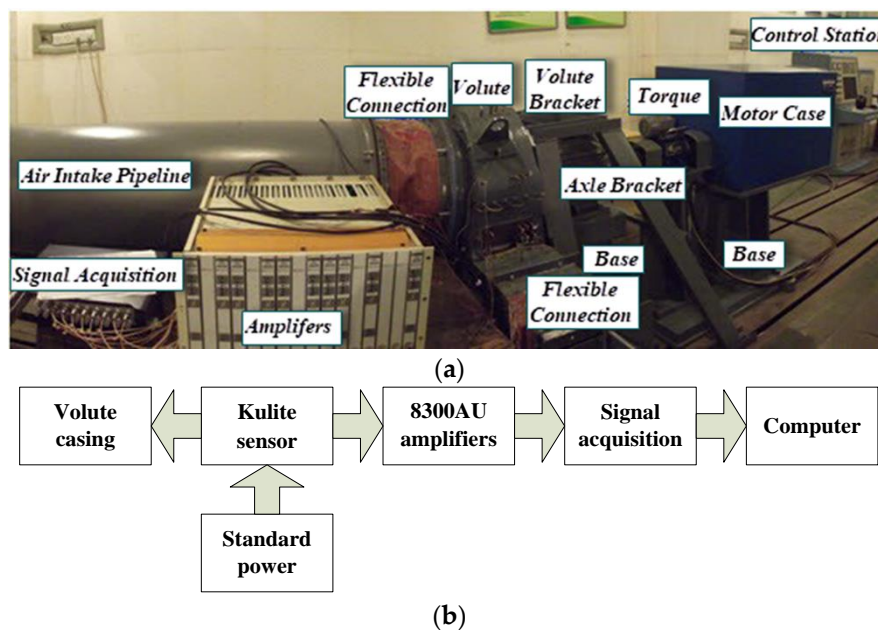 Control Station
Flexible
Connection
Volute
Volute
Bracket
Torque
Motor Case
Air Intake Pipeline
Axle Bracket
Signal Acquisition
Base
Base
Flexible
Connection
Amplifers
(a)
Volute
casing
Kulite
sensor
8300AU
amplifiers
Signal
acquisition
Computer
Standard
power
(b)